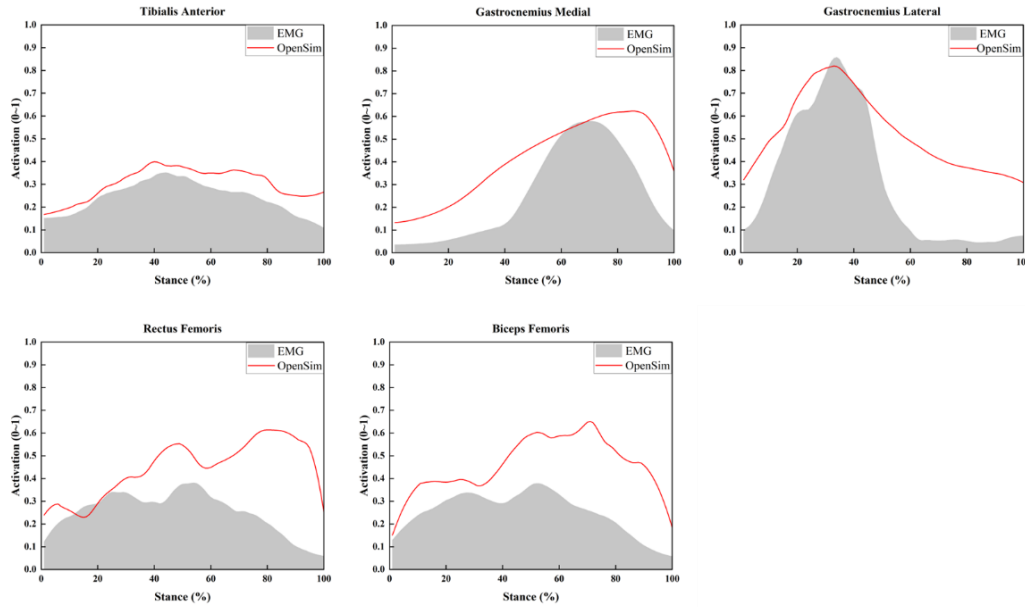 Tibialis Anterior
EMG
OpenSim
Activation (0~1)
1.0
0.9
0.8
0.7
0.6
0.5
0.4
0.3
0.2
0.1
0.0
0 20 40 60 80 100
Stance (%)
Gastrocnemius Medial
EMG
OpenSim
Activation (0~1)
1.0
0.9
0.8
0.7
0.6
0.5
0.4
0.3
0.2
0.1
0.0
0 20 40 60 80 100
Stance (%)
Gastrocnemius Lateral
EMG
OpenSim
Activation (0~1)
1.0
0.9
0.8
0.7
0.6
0.5
0.4
0.3
0.2
0.1
0.0
0 20 40 60 80 100
Stance (%)
Rectus Femoris
EMG
OpenSim
Activation (0~1)
1.0
0.9
0.8
0.7
0.6
0.5
0.4
0.3
0.2
0.1
0.0
0 20 40 60 80 100
Stance (%)
Biceps Femoris
EMG
OpenSim
Activation (0~1)
1.0
0.9
0.8
0.7
0.6
0.5
0.4
0.3
0.2
0.1
0.0
0 20 40 60 80 100
Stance (%)